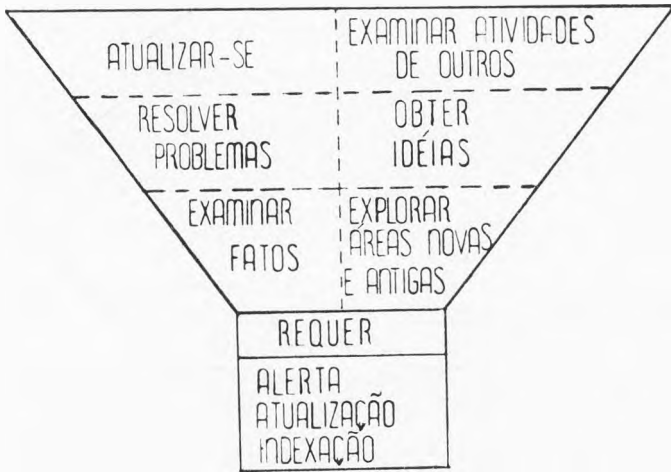 ATUALIZAR-SE
EXAMINAR ATIVIDADES
DE OUTROS
RESOLVER
PROBLEMAS
OBTER
IDÉIAS
EXAMINAR
FATOS
EXPLORAR
ÁREAS NOVAS
E ANTIGAS
REQUER
ALERTA
ATUALIZAÇÃO
INDEXAÇÃO